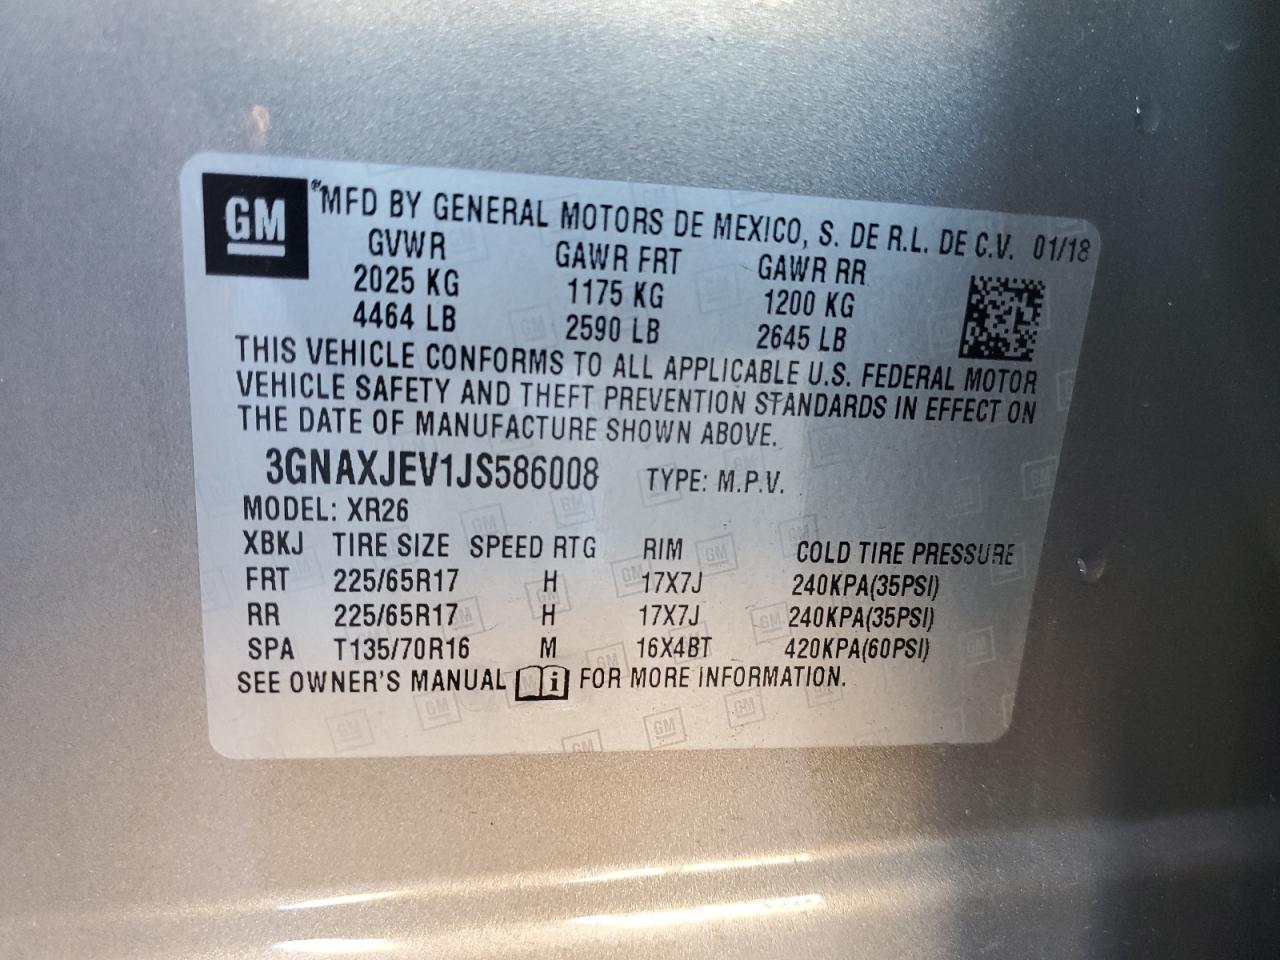 GM ® MFD BY GENERAL MOTORS DE MEXICO, S. DE R.L. DE C.V. 01/18
GVWR GAWR FRT GAWR RR
2025 KG 1175 KG 1200 KG
4464 LB 2590 LB 2645 LB
THIS VEHICLE CONFORMS TO ALL APPLICABLE U.S. FEDERAL MOTOR
VEHICLE SAFETY AND THEFT PREVENTION STANDARDS IN EFFECT ON
THE DATE OF MANUFACTURE SHOWN ABOVE.
3GNAXJEV1JS586008 TYPE: M.P.V.
MODEL: XR26
XBKJ TIRE SIZE SPEED RTG RIM COLD TIRE PRESSURE
FRT 225/65R17 H 17X7J 240KPA(35PSI)
RR 225/65R17 H 17X7J 240KPA(35PSI)
SPA T135/70R16 M 16X4BT 420KPA(60PSI)
SEE OWNER'S MANUAL i FOR MORE INFORMATION.